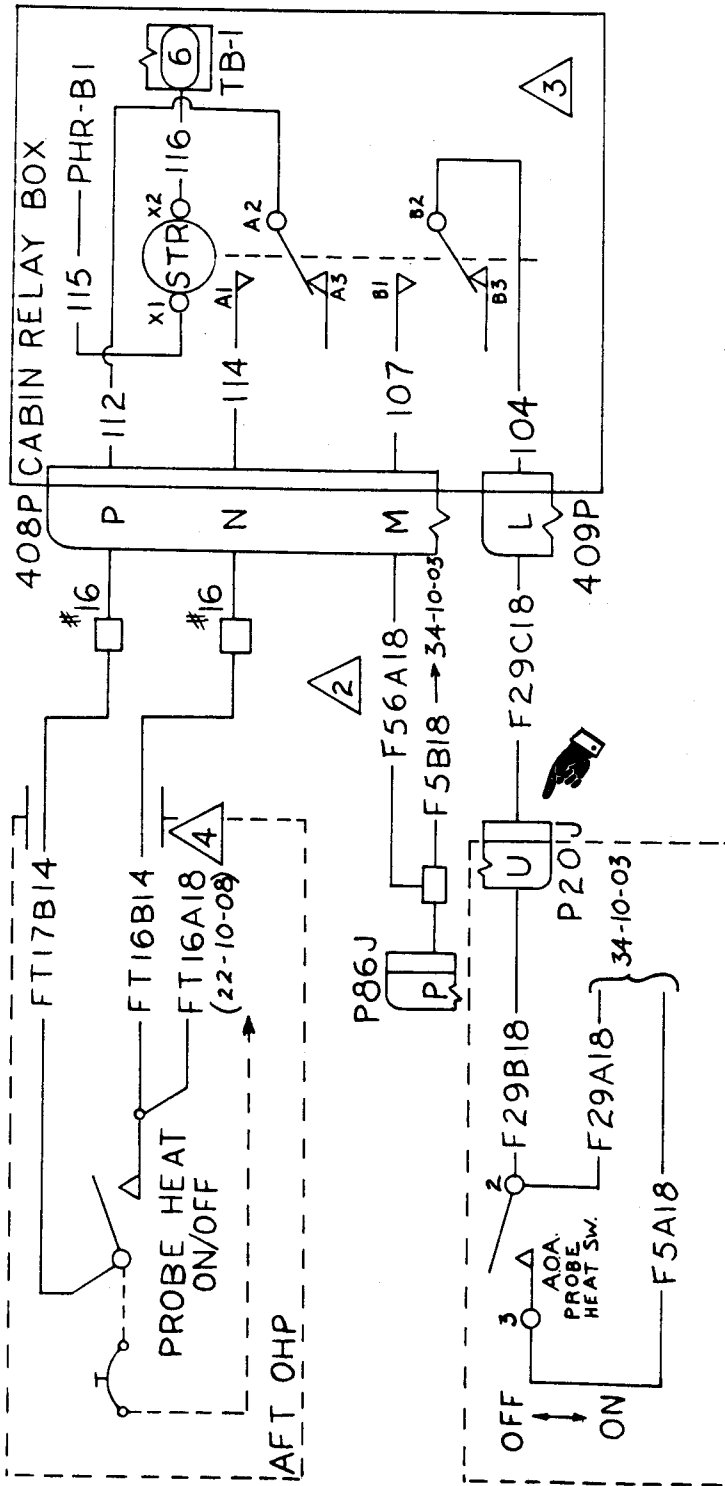 408P CABIN RELAY BOX
115
PHR-B1
6
TB-1
X1
STR
X2
116
#16
P
112
#16
N
114
A1
A2
A3
M
107
B1
B2
B3
3
L
104
409P
FT17B14
FT16B14
FT16A18
(22-10-08)
4
PROBE HEAT
ON/OFF
AFT OHP
2
F56A18
F5B18
34-10-03
P86J
P
F29C18
U
P20J
F29B18
34-10-03
F29A18
F5A18
2
3
A.O.A.
PROBE
HEAT SW.
OFF
ON